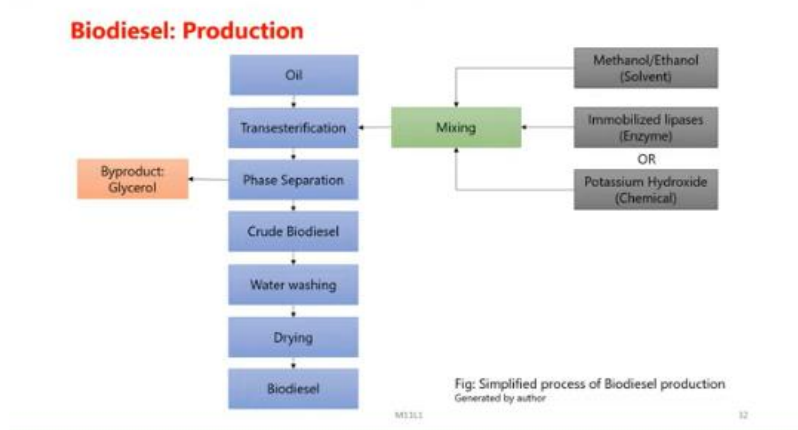 Biodiesel: Production
Oil
Methanol/Ethanol
(Solvent)
Transesterification
Mixing
Immobilized lipases
(Enzyme)
OR
Byproduct:
Glycerol
Phase Separation
Potassium Hydroxide
(Chemical)
Crude Biodiesel
Water washing
Drying
Biodiesel
Fig: Simplified process of Biodiesel production
Generated by author
M11L1
32